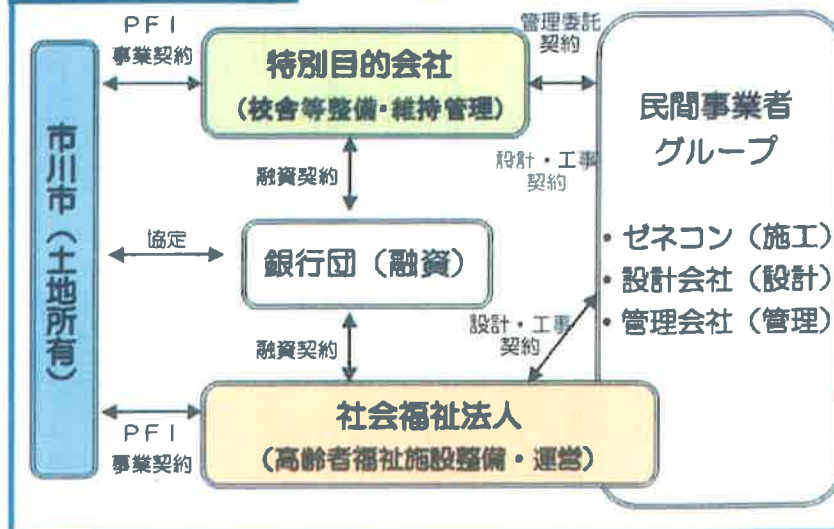 PFI
事業契約
特別目的会社
(校舎等整備・維持管理)
管理委託
契約
民間事業者
グループ
・ゼネコン（施工）
・設計会社（設計）
・管理会社（管理）
市川市（土地所有）
融資契約
設計・工事
契約
協定
銀行団（融資）
融資契約
設計・工事
契約
PFI
事業契約
社会福祉法人
(高齢者福祉施設整備・運営)